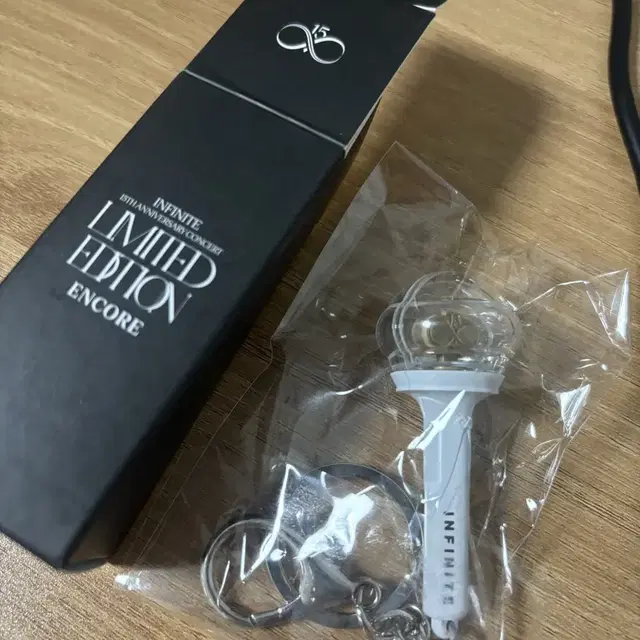 15
INFINITE
15TH ANNIVERSARY CONCERT
LIMITED
EDITION
ENCORE
INFINITE